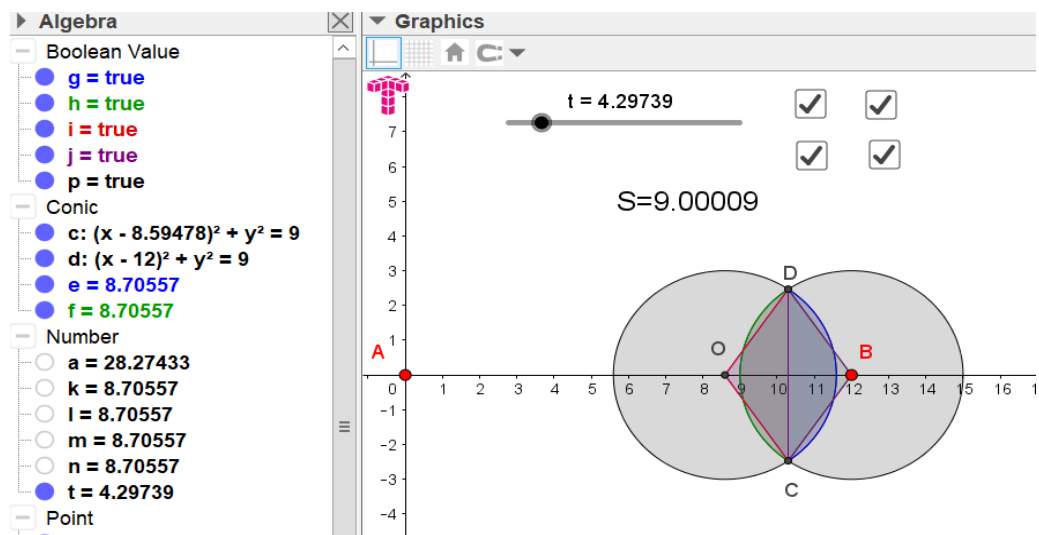 Algebra
Boolean Value
g = true
h = true
i = true
j = true
p = true
Conic
c: (x - 8.59478)² + y² = 9
d: (x - 12)² + y² = 9
e = 8.70557
f = 8.70557
Number
a = 28.27433
k = 8.70557
l = 8.70557
m = 8.70557
n = 8.70557
t = 4.29739
Point
Graphics
t = 4.29739
S=9.00009
7
6
5
4
3
2
1
0 1 2 3 4 5 6 7 8 9 10 11 12 13 14 15 16 1
-1
-2
-3
-4
A
O
B
D
C